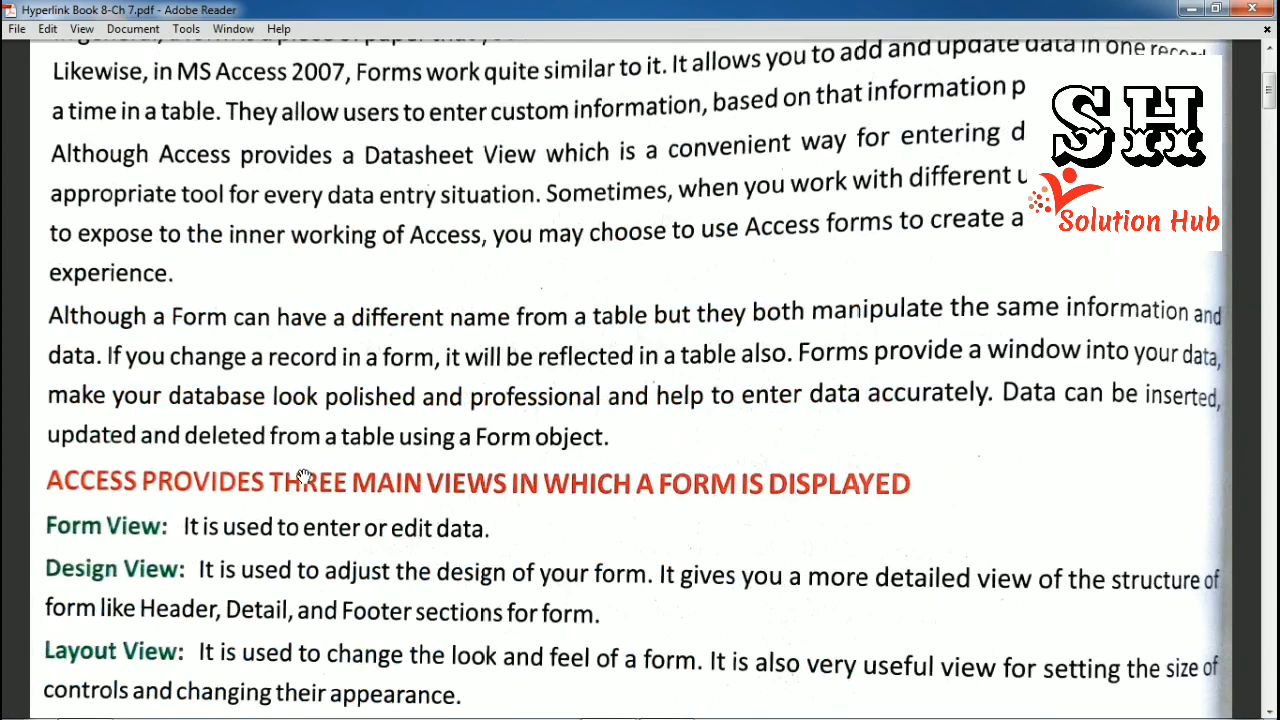 Hyperlink Book 8-Ch 7.pdf - Adobe Reader
File Edit View Document Tools Window Help
Likewise, in MS Access 2007, Forms work quite similar to it. It allows you to add and update data in one record
a time in a table. They allow users to enter custom information, based on that information p
Although Access provides a Datasheet View which is a convenient way for entering d
appropriate tool for every data entry situation. Sometimes, when you work with different u
to expose to the inner working of Access, you may choose to use Access forms to create a
experience.
SH
Solution Hub
Although a Form can have a different name from a table but they both manipulate the same information and
data. If you change a record in a form, it will be reflected in a table also. Forms provide a window into your data,
make your database look polished and professional and help to enter data accurately. Data can be inserted,
updated and deleted from a table using a Form object.
ACCESS PROVIDES THREE MAIN VIEWS IN WHICH A FORM IS DISPLAYED
Form View: It is used to enter or edit data.
Design View: It is used to adjust the design of your form. It gives you a more detailed view of the structure of
form like Header, Detail, and Footer sections for form.
Layout View: It is used to change the look and feel of a form. It is also very useful view for setting the size of
controls and changing their appearance.